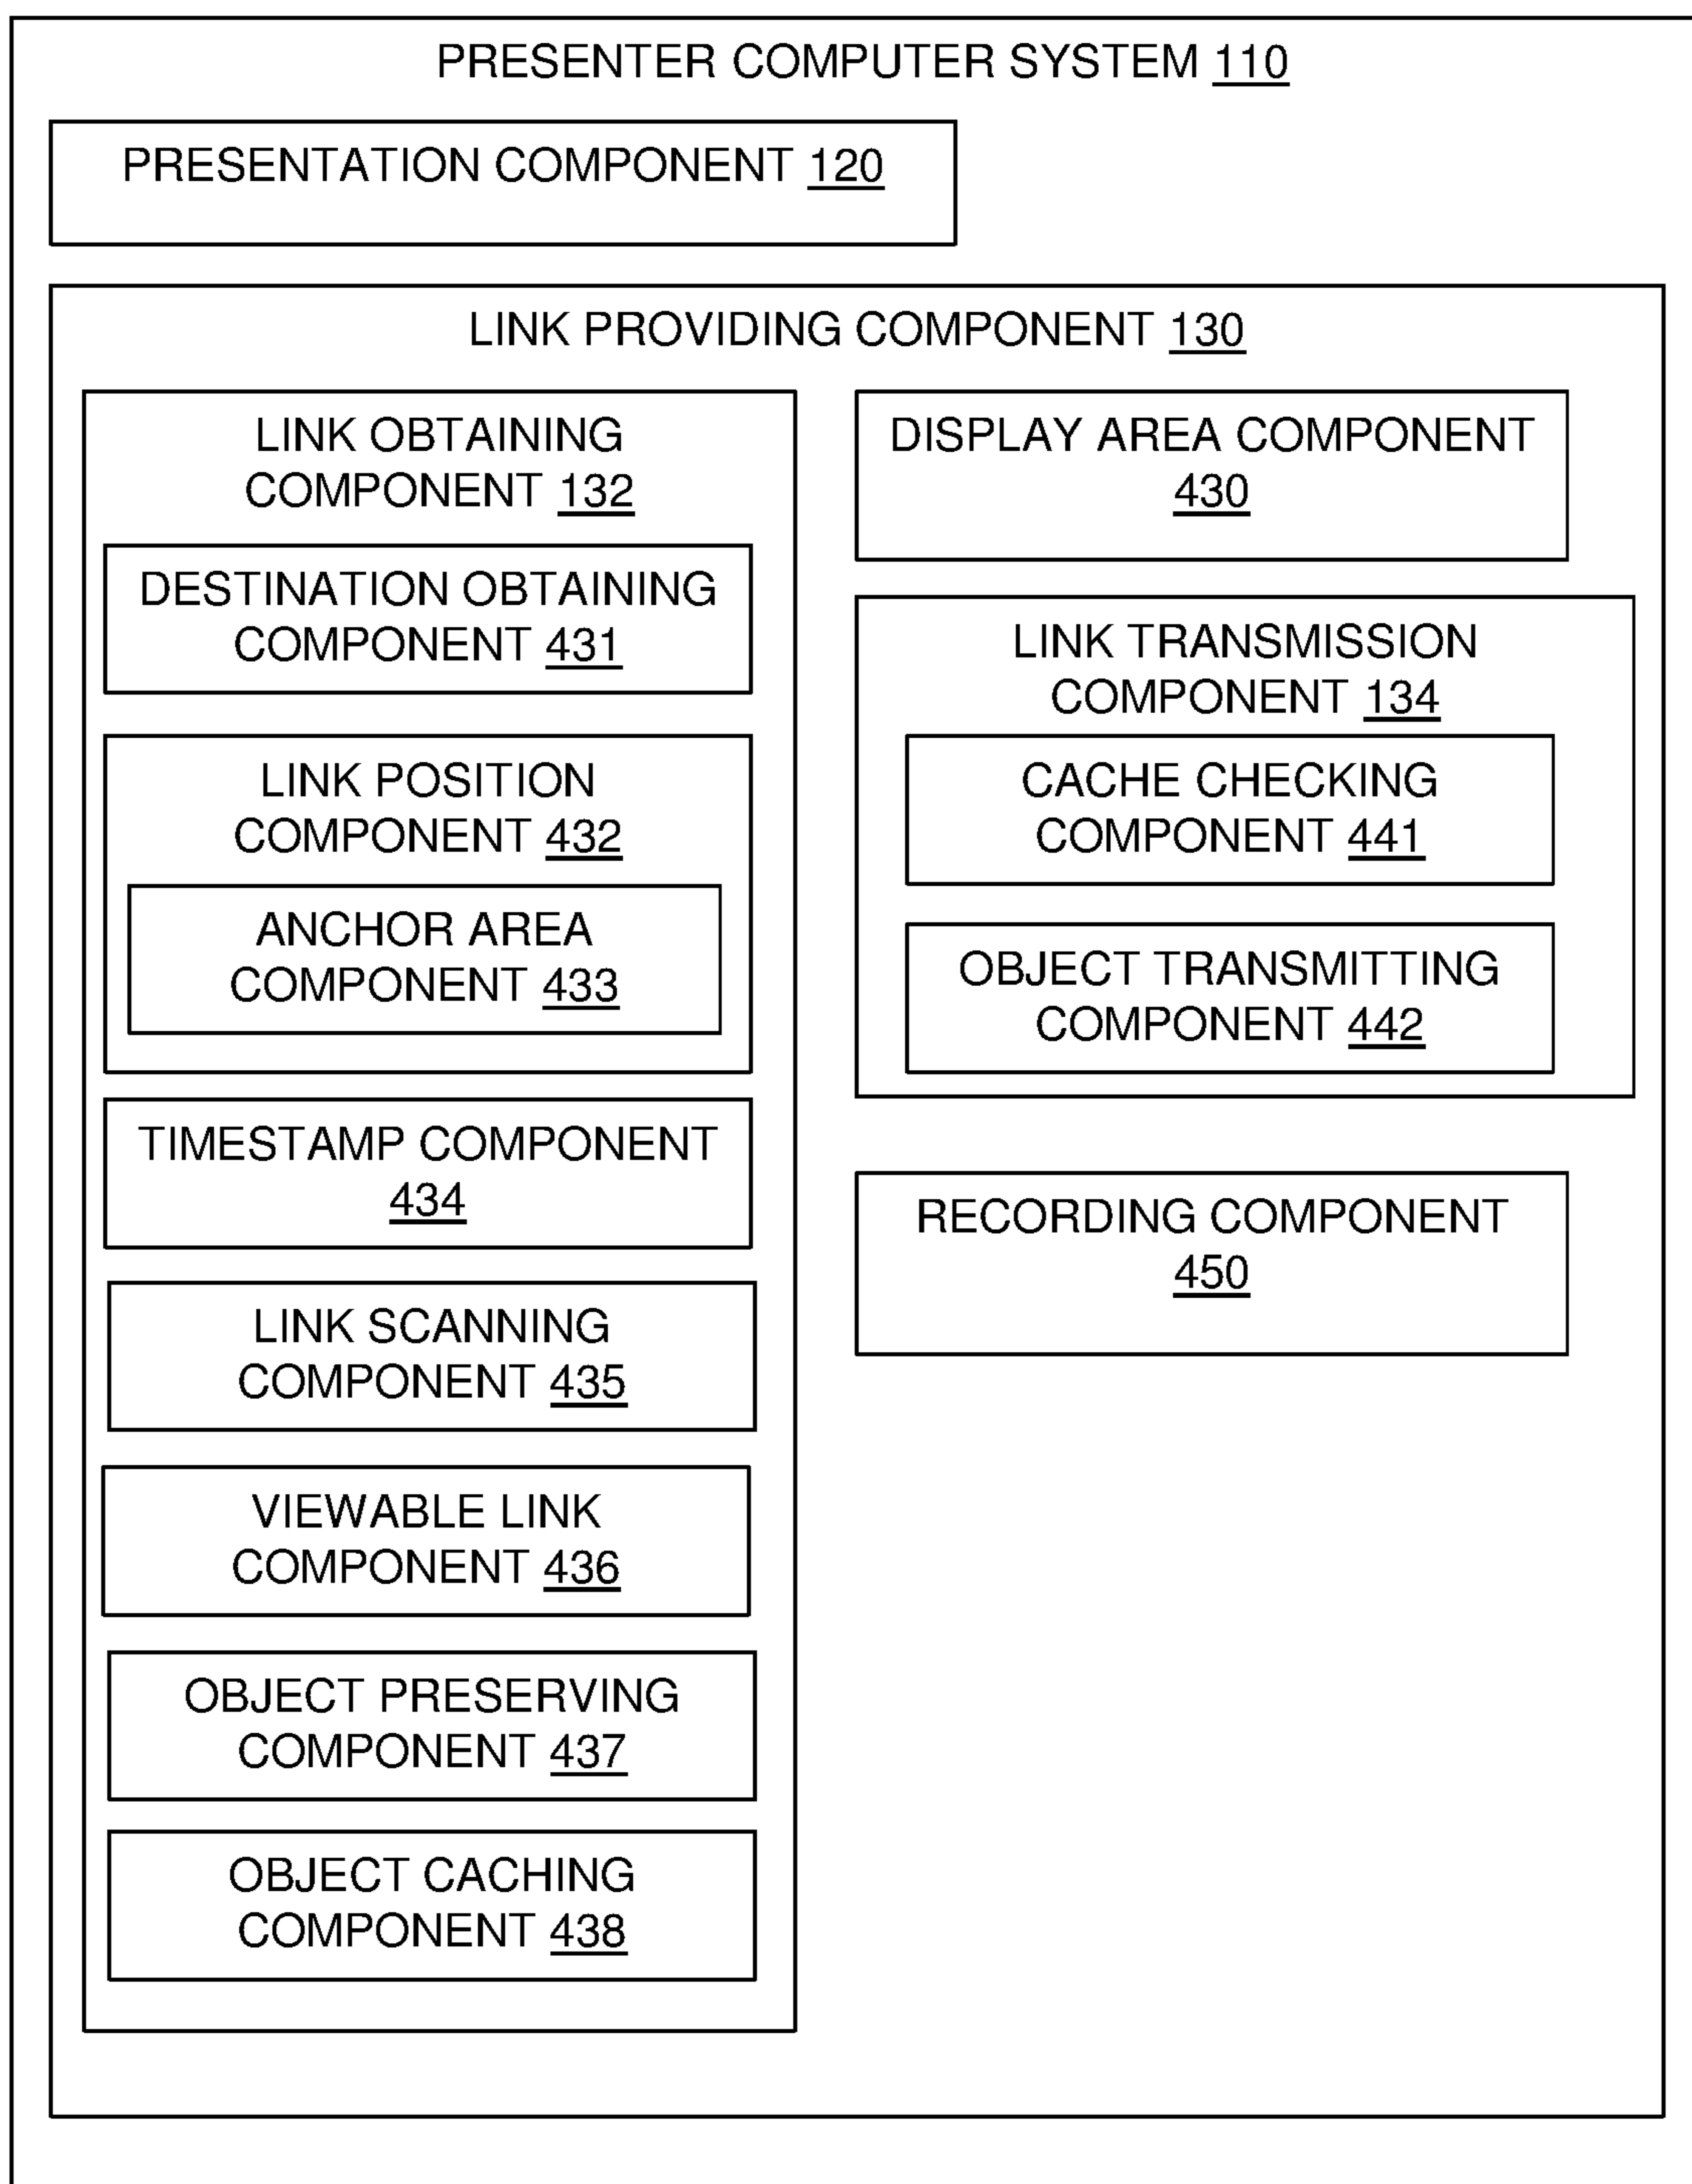 PRESENTER COMPUTER SYSTEM 110
PRESENTATION COMPONENT 120
LINK PROVIDING COMPONENT 130
LINK OBTAINING
COMPONENT 132
DESTINATION OBTAINING
COMPONENT 431
LINK POSITION
COMPONENT 432
ANCHOR AREA
COMPONENT 433
TIMESTAMP COMPONENT
434
LINK SCANNING
COMPONENT 435
VIEWABLE LINK
COMPONENT 436
OBJECT PRESERVING
COMPONENT 437
OBJECT CACHING
COMPONENT 438
DISPLAY AREA COMPONENT
430
LINK TRANSMISSION
COMPONENT 134
CACHE CHECKING
COMPONENT 441
OBJECT TRANSMITTING
COMPONENT 442
RECORDING COMPONENT
450